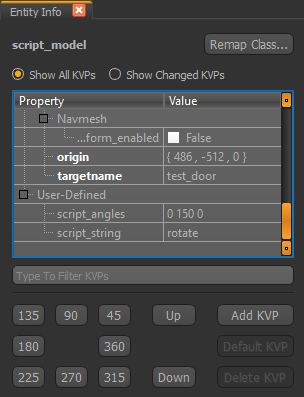 Entity Info
script_model
Remap Class...
Show All KVPs Show Changed KVPs
Property Value
Navmesh
...form_enabled False
origin { 486 , -512 , 0 }
targetname test_door
User-Defined
script_angles 0 150 0
script_string rotate
Type To Filter KVPs
135 90 45 Up Add KVP
180 360 Default KVP
225 270 315 Down Delete KVP